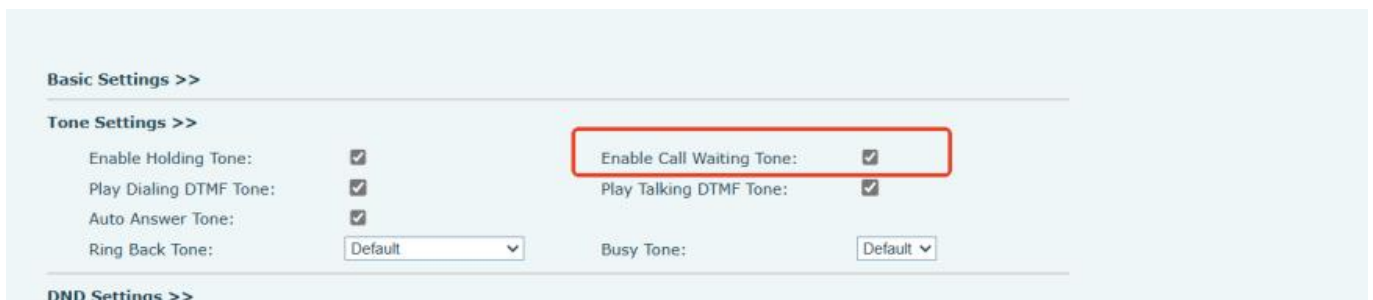 Basic Settings >>
Tone Settings >>
Enable Holding Tone: Enable Call Waiting Tone:
Play Dialing DTMF Tone: Play Talking DTMF Tone:
Auto Answer Tone:
Ring Back Tone: Default Busy Tone: Default
DND Settings >>